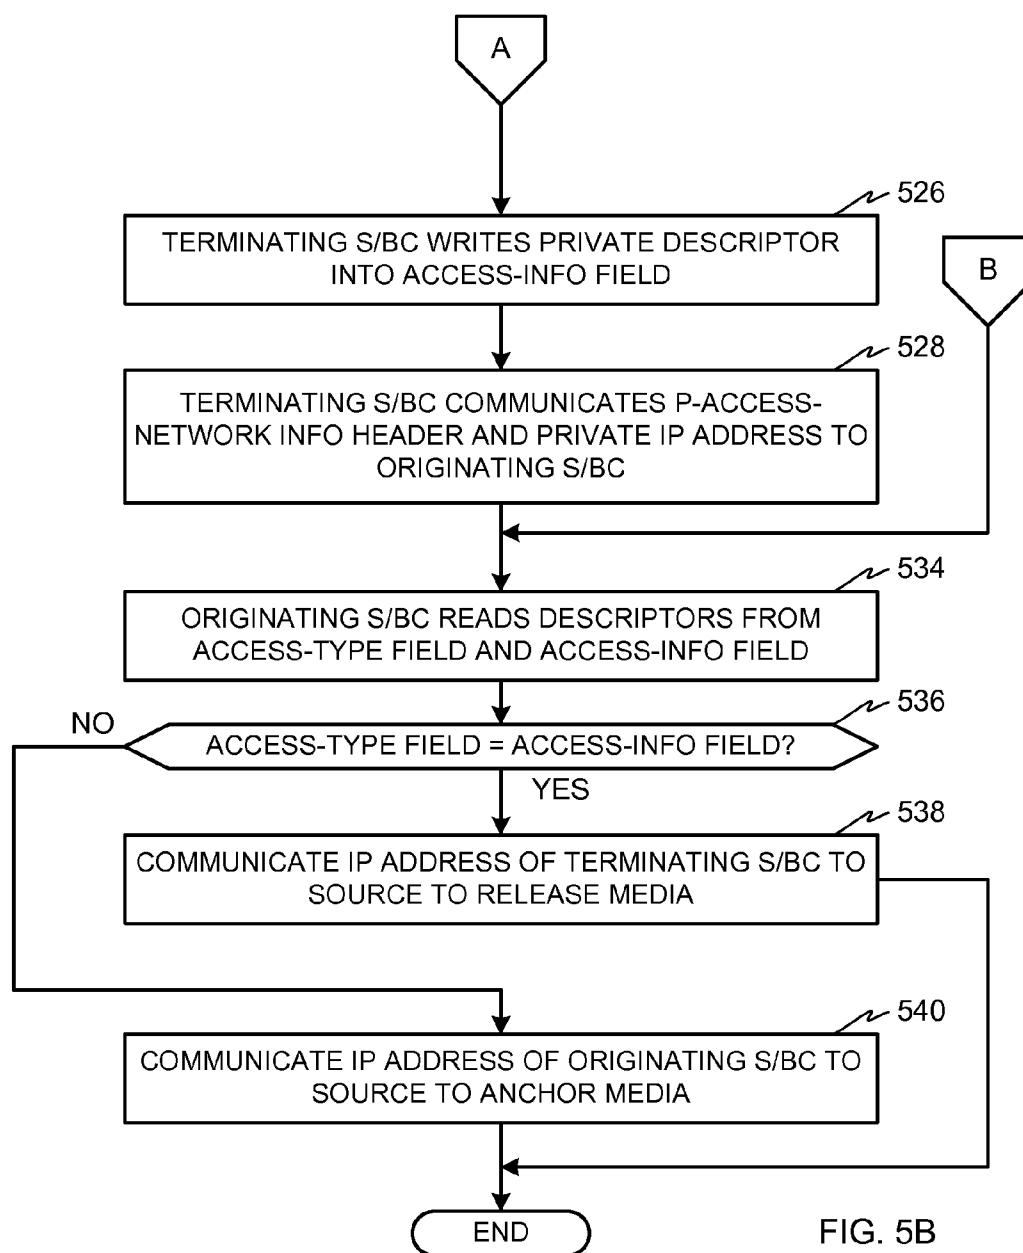 A
526
TERMINATING S/BC WRITES PRIVATE DESCRIPTOR
INTO ACCESS-INFO FIELD
B
528
TERMINATING S/BC COMMUNICATES P-ACCESS-
NETWORK INFO HEADER AND PRIVATE IP ADDRESS TO
ORIGINATING S/BC
534
ORIGINATING S/BC READS DESCRIPTORS FROM
ACCESS-TYPE FIELD AND ACCESS-INFO FIELD
536
NO
ACCESS-TYPE FIELD = ACCESS-INFO FIELD?
YES
538
COMMUNICATE IP ADDRESS OF TERMINATING S/BC TO
SOURCE TO RELEASE MEDIA
540
COMMUNICATE IP ADDRESS OF ORIGINATING S/BC TO
SOURCE TO ANCHOR MEDIA
END
FIG. 5B